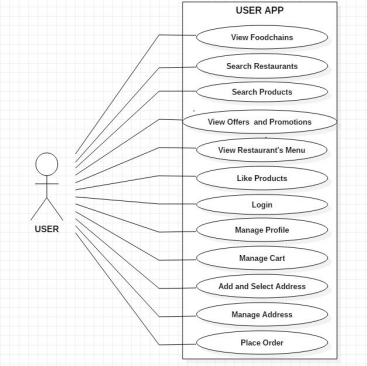 USER APP
View Foodchains
Search Restaurants
Search Products
View Offers and Promotions
View Restaurant's Menu
Like Products
Login
Manage Profile
Manage Cart
Add and Select Address
Manage Address
Place Order
USER